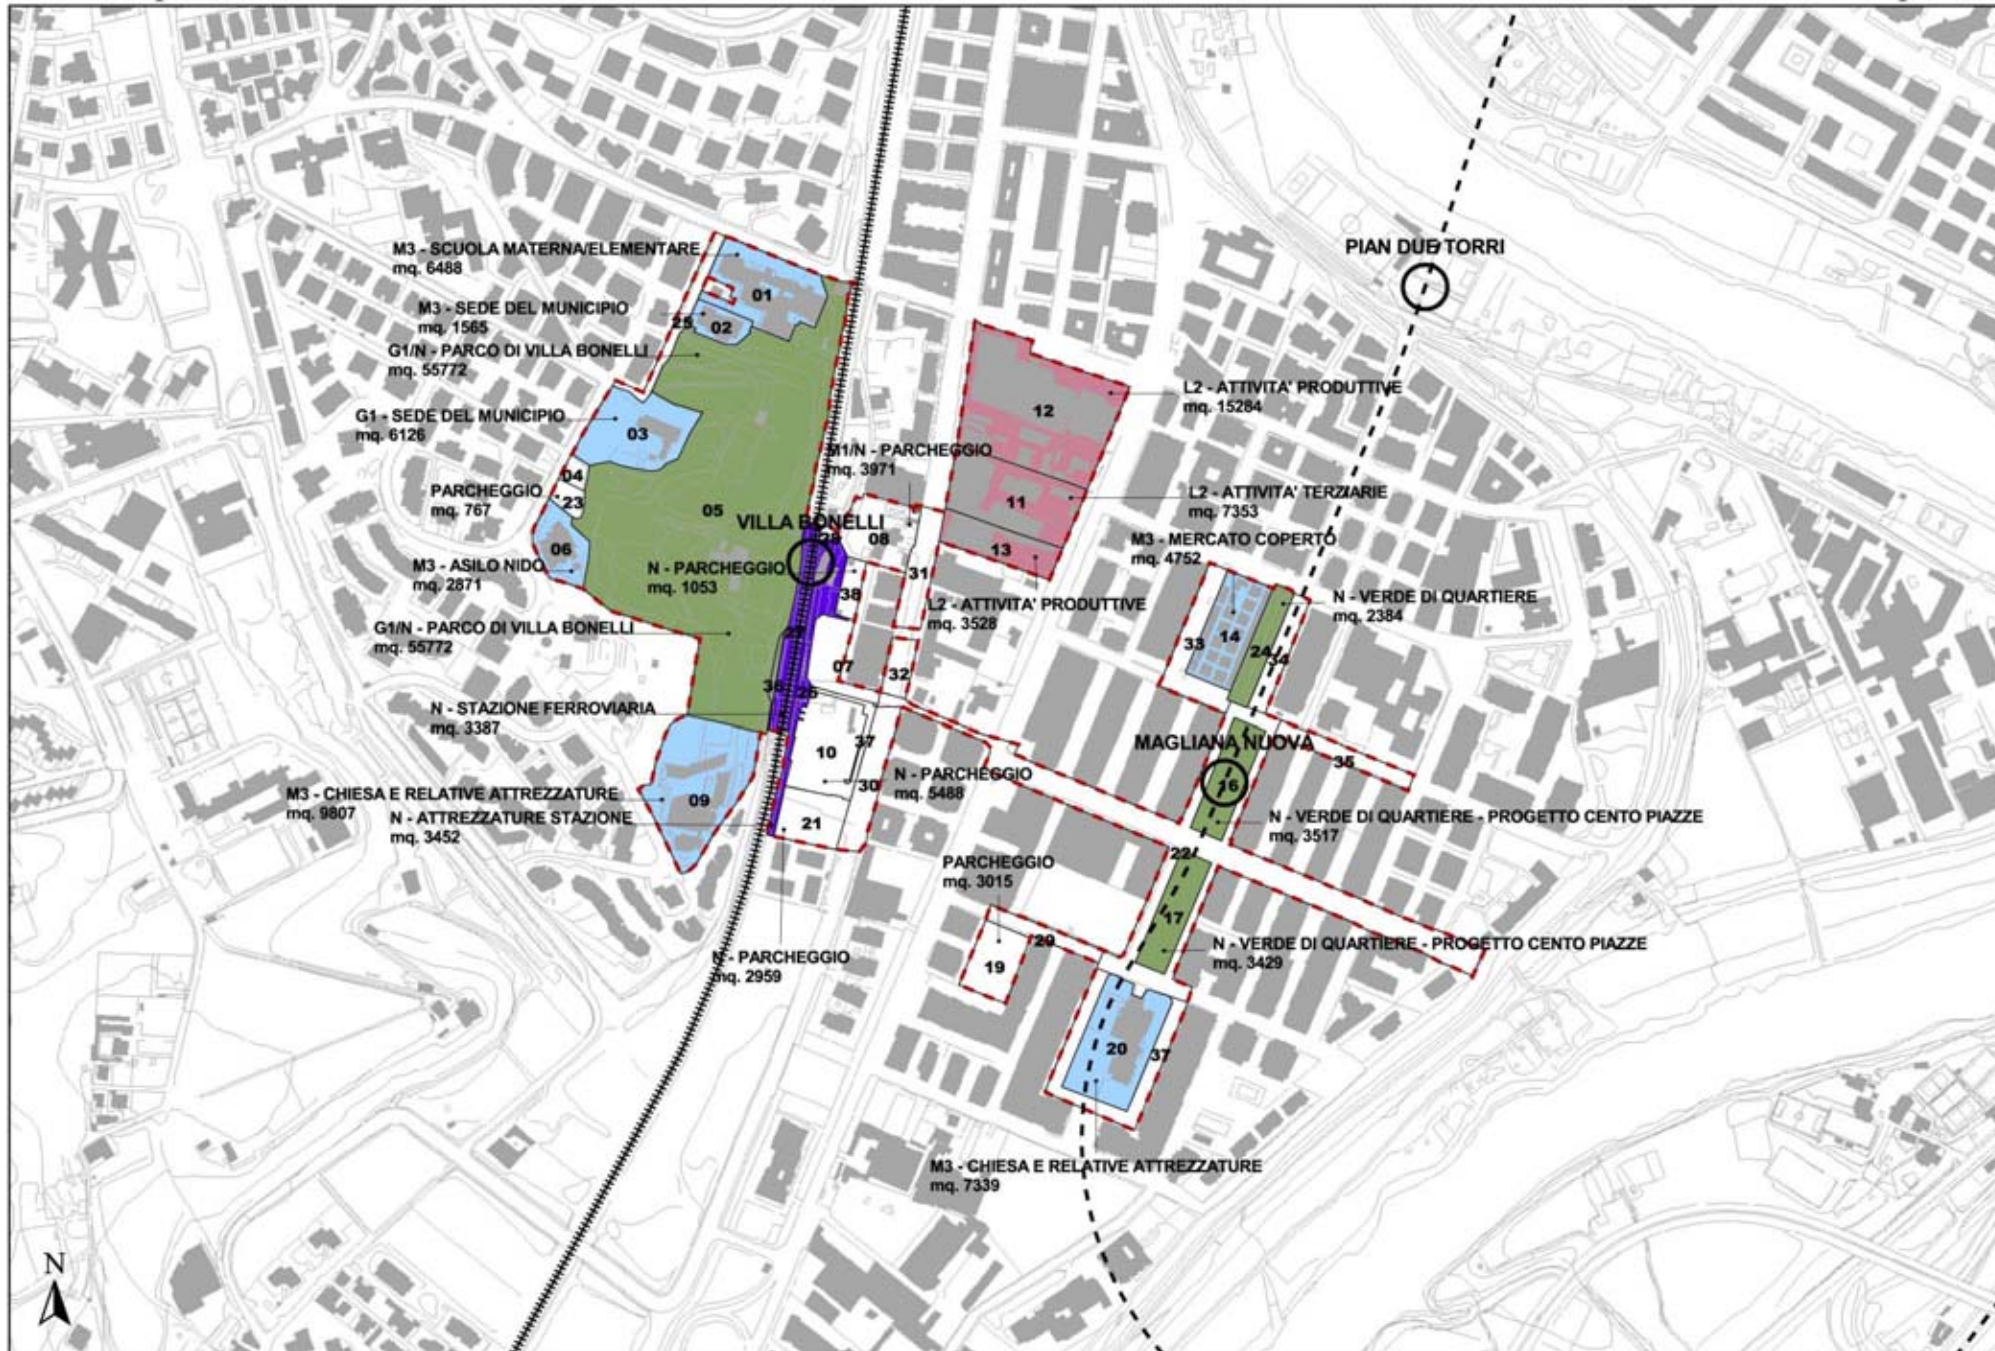 PIAN DUE TORRI
M3 - SCUOLA MATERNA/ELEMENTARE
mq. 6488
01
M3 - SEDE DEL MUNICIPIO
mq. 1565
25
02
G1/N - PARCO DI VILLA BONELLI
mq. 55772
L2 - ATTIVITA' PRODUTTIVE
mq. 15284
12
G1 - SEDE DEL MUNICIPIO
mq. 6126
03
M1/N - PARCHEGGIO
mq. 3971
04
PARCHEGGIO
mq. 767
23
05
11
L2 - ATTIVITA' TERZIARIE
mq. 7353
VILLA BONELLI
28
08
13
M3 - MERCATO COPERTO
mq. 4752
06
M3 - ASILO NIDO
mq. 2871
N - PARCHEGGIO
mq. 1053
31
38
L2 - ATTIVITA' PRODUTTIVE
mq. 3528
N - VERDE DI QUARTIERE
mq. 2384
G1/N - PARCO DI VILLA BONELLI
mq. 55772
33
14
24
34
07
32
36
26
N - STAZIONE FERROVIARIA
mq. 3387
10
37
MAGLIANA NUOVA
35
16
30
N - PARCHEGGIO
mq. 5488
M3 - CHIESA E RELATIVE ATTREZZATURE
mq. 9807
09
N - ATTREZZATURE STAZIONE
mq. 3452
21
N - VERDE DI QUARTIERE - PROGETTO CENTO PIAZZE
mq. 3517
22
PARCHEGGIO
mq. 3015
17
29
19
N - VERDE DI QUARTIERE - PROGETTO CENTO PIAZZE
mq. 3429
N - PARCHEGGIO
mq. 2959
20
37
M3 - CHIESA E RELATIVE ATTREZZATURE
mq. 7339
N